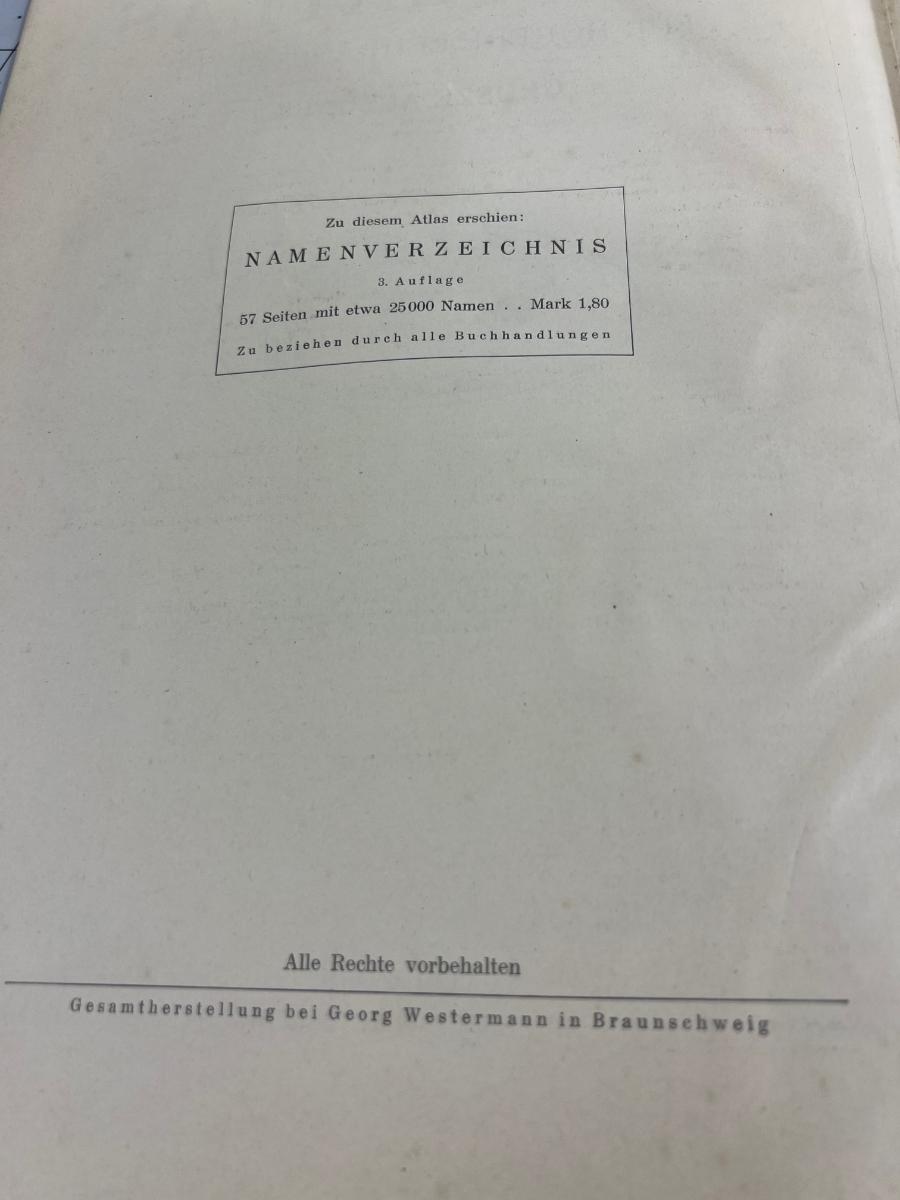 Zu diesem Atlas erschien:
NAMENVERZEICHNIS
3. Auflage
57 Seiten mit etwa 25000 Namen . . Mark 1,80
Zu beziehen durch alle Buchhandlungen
Alle Rechte vorbehalten
Gesamtherstellung bei Georg Westermann in Braunschweig